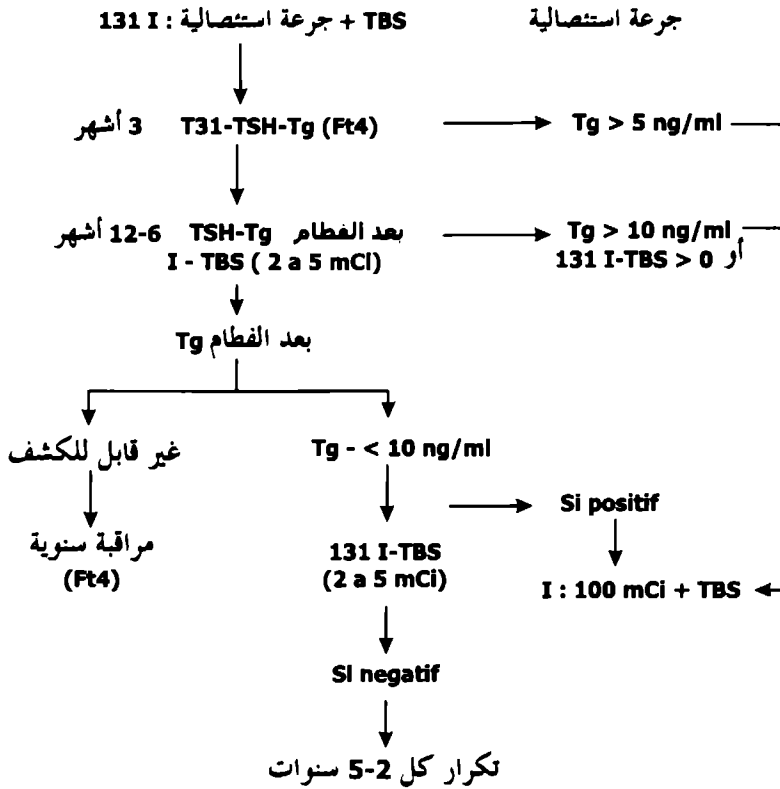 131 I : جرعة استئصالية + TBS
جرعة استئصالية
3 أشهر T31-TSH-Tg (Ft4)
Tg > 5 ng/ml
12-6 أشهر TSH-Tg بعد الفطام
I - TBS ( 2 a 5 mCl)
Tg > 10 ng/ml
أو 131 I-TBS > 0
Tg بعد الفطام
غير قابل للكشف
Tg - < 10 ng/ml
مراقبة سنوية
(Ft4)
Si positif
131 I-TBS
(2 a 5 mCi)
I : 100 mCi + TBS
Si negatif
تكرار كل 2-5 سنوات